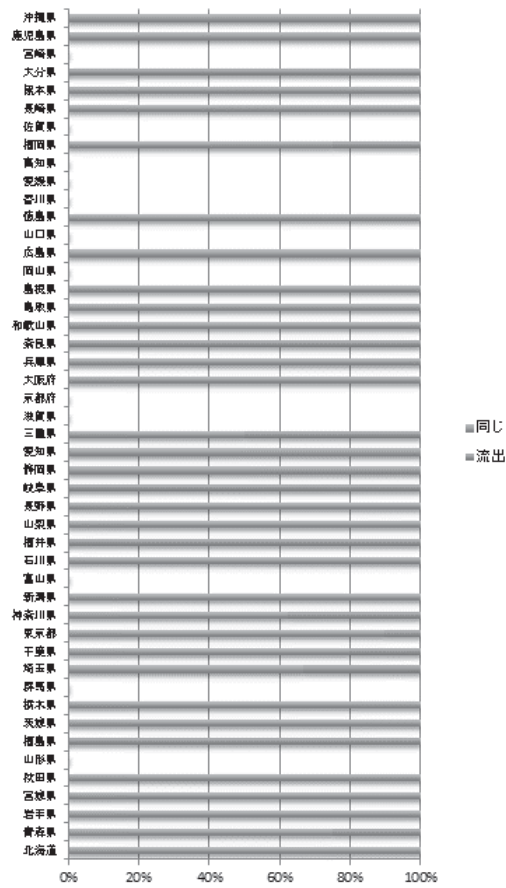 沖縄県
鹿児島県
宮崎県
大分県
熊本県
長崎県
佐賀県
福岡県
高知県
愛媛県
香川県
徳島県
山口県
広島県
岡山県
島根県
鳥取県
和歌山県
奈良県
兵庫県
大阪府
京都府
滋賀県
三重県
愛知県
静岡県
岐阜県
長野県
山梨県
福井県
石川県
富山県
新潟県
神奈川県
東京都
千葉県
埼玉県
群馬県
栃木県
茨城県
福島県
山形県
秋田県
宮城県
岩手県
青森県
北海道
0% 20% 40% 60% 80% 100%
同じ
流出